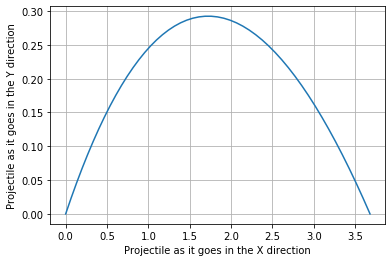 0.30
0.25
0.20
0.15
0.10
0.05
0.00
Projectile as it goes in the Y direction
0.0 0.5 1.0 1.5 2.0 2.5 3.0 3.5
Projectile as it goes in the X direction